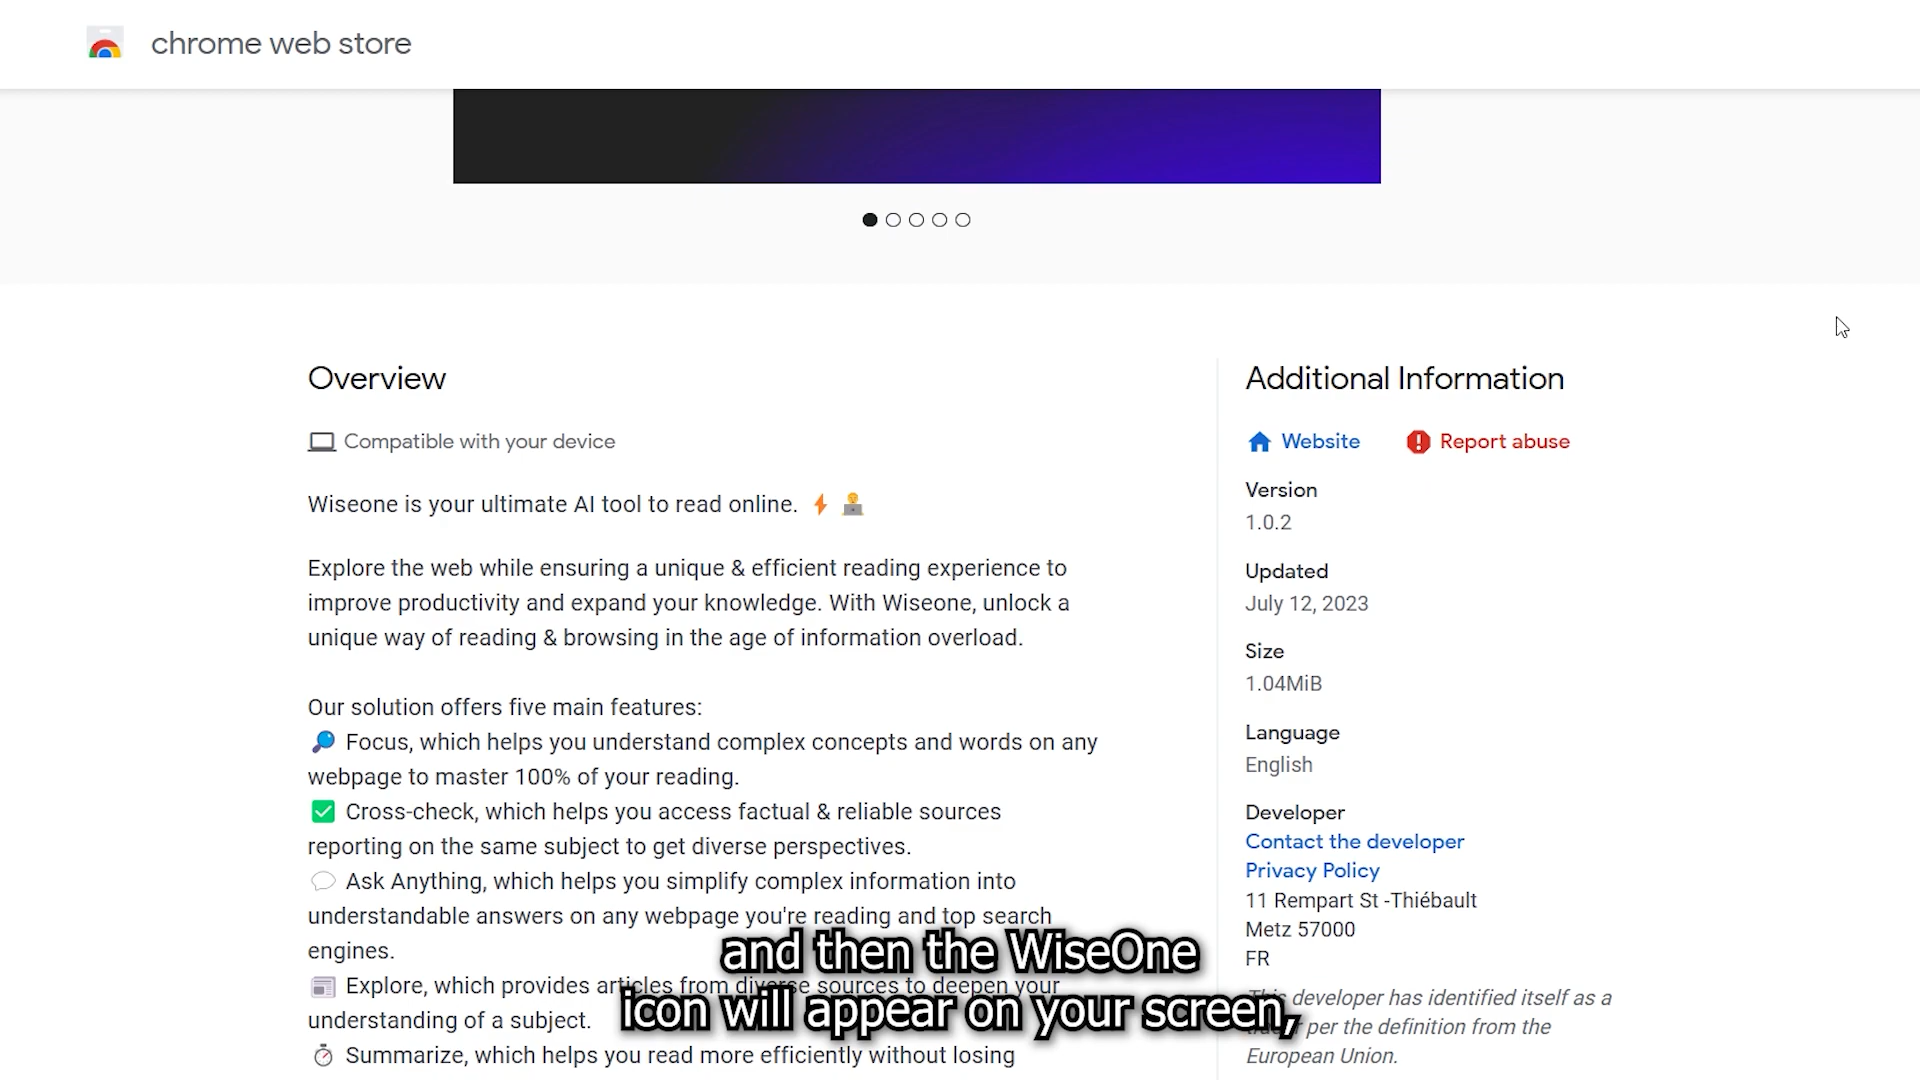 chrome web store
Overview
Compatible with your device
Wiseone is your ultimate AI tool to read online.
Explore the web while ensuring a unique & efficient reading experience to
improve productivity and expand your knowledge. With Wiseone, unlock a
unique way of reading & browsing in the age of information overload.
Our solution offers five main features:
Focus, which helps you understand complex concepts and words on any
webpage to master 100% of your reading.
Cross-check, which helps you access factual & reliable sources
reporting on the same subject to get diverse perspectives.
Ask Anything, which helps you simplify complex information into
understandable answers on any webpage you're reading and top search
engines.
Explore, which provides articles from diverse sources to deepen your
understanding of a subject.
Summarize, which helps you read more efficiently without losing
Additional Information
Website Report abuse
Version
1.0.2
Updated
July 12, 2023
Size
1.04MiB
Language
English
Developer
Contact the developer
Privacy Policy
11 Rempart St -Thiébault
Metz 57000
FR
This developer has identified itself as a
trader per the definition from the
European Union.
and then the WiseOne
icon will appear on your screen,